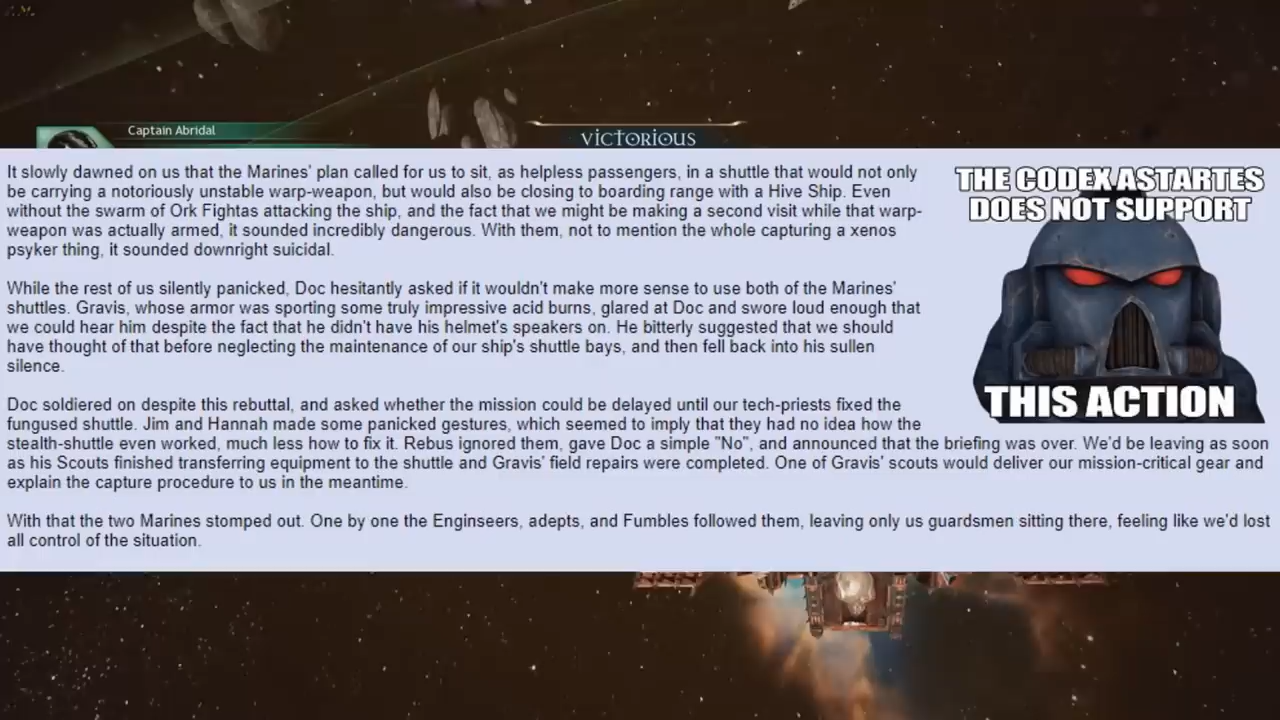 Captain Abridal
VICTORIOUS
It slowly dawned on us that the Marines' plan called for us to sit, as helpless passengers, in a shuttle that would not only
be carrying a notoriously unstable warp-weapon, but would also be closing to boarding range with a Hive Ship. Even
without the swarm of Ork Fightas attacking the ship, and the fact that we might be making a second visit while that warp-
weapon was actually armed, it sounded incredibly dangerous. With them, not to mention the whole capturing a xenos
psyker thing, it sounded downright suicidal.
THE CODEX ASTARTES
DOES NOT SUPPORT
THIS ACTION
While the rest of us silently panicked, Doc hesitantly asked if it wouldn't make more sense to use both of the Marines'
shuttles. Gravis, whose armor was sporting some truly impressive acid burns, glared at Doc and swore loud enough that
we could hear him despite the fact that he didn't have his helmet's speakers on. He bitterly suggested that we should
have thought of that before neglecting the maintenance of our ship's shuttle bays, and then fell back into his sullen
silence.
Doc soldiered on despite this rebuttal, and asked whether the mission could be delayed until our tech-priests fixed the
fungused shuttle. Jim and Hannah made some panicked gestures, which seemed to imply that they had no idea how the
stealth-shuttle even worked, much less how to fix it. Rebus ignored them, gave Doc a simple "No", and announced that the briefing was over. We'd be leaving as soon
as his Scouts finished transferring equipment to the shuttle and Gravis' field repairs were completed. One of Gravis' scouts would deliver our mission-critical gear and
explain the capture procedure to us in the meantime.
With that the two Marines stomped out. One by one the Enginseers, adepts, and Fumbles followed them, leaving only us guardsmen sitting there, feeling like we'd lost
all control of the situation.